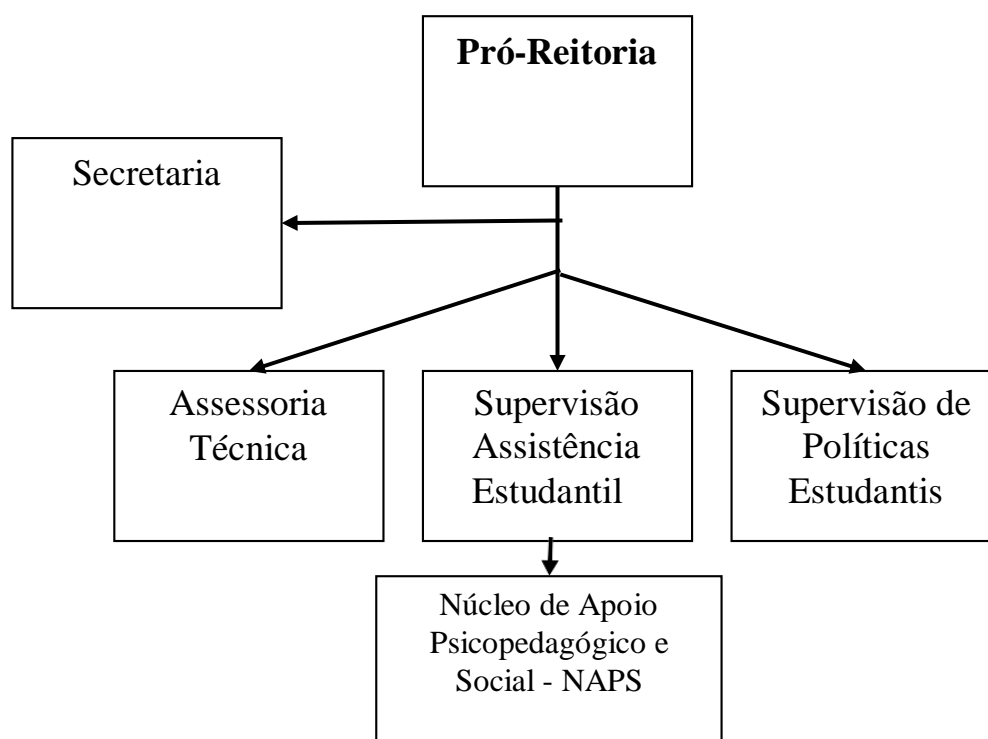 Pró-Reitoria
Secretaria
Assessoria
Técnica
Supervisão
Assistência
Estudantil
Supervisão de
Políticas
Estudantis
Núcleo de Apoio
Psicopedagógico e
Social - NAPS